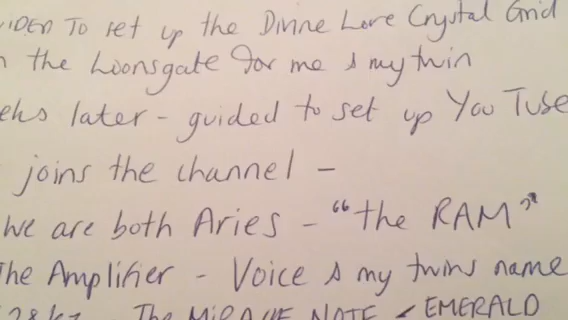 to set up the Divine Love Crystal Grid
the Lionsgate for me & my twin
later - guided to set up You Tube
joins the channel -
we are both Aries - "the RAM"
The Amplifier - Voice & my twins name
The MIRACLE NOTE EMERALD